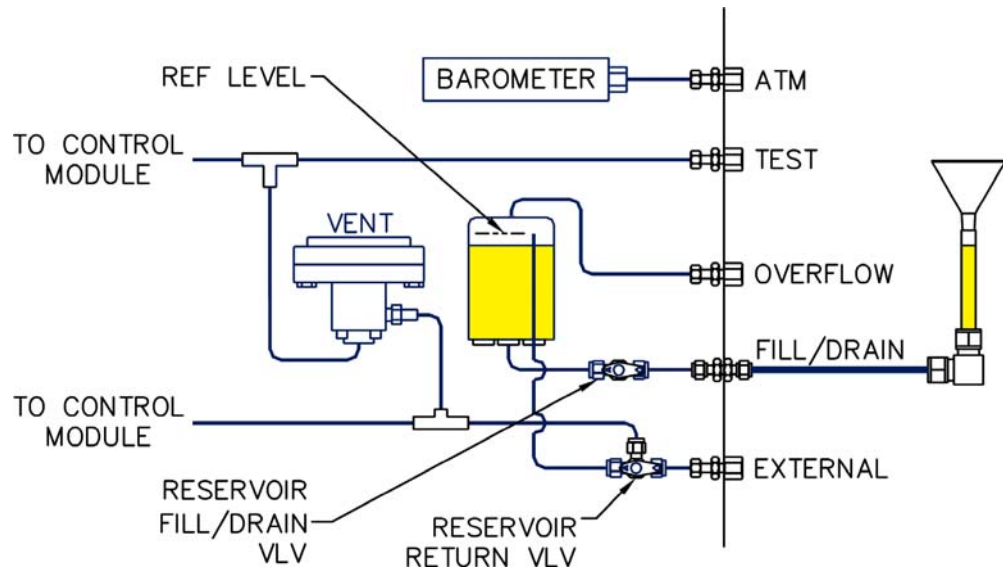 REF LEVEL
BAROMETER
ATM
TO CONTROL
MODULE
TEST
VENT
OVERFLOW
FILL/DRAIN
TO CONTROL
MODULE
EXTERNAL
RESERVOIR
FILL/DRAIN
VLV
RESERVOIR
RETURN VLV